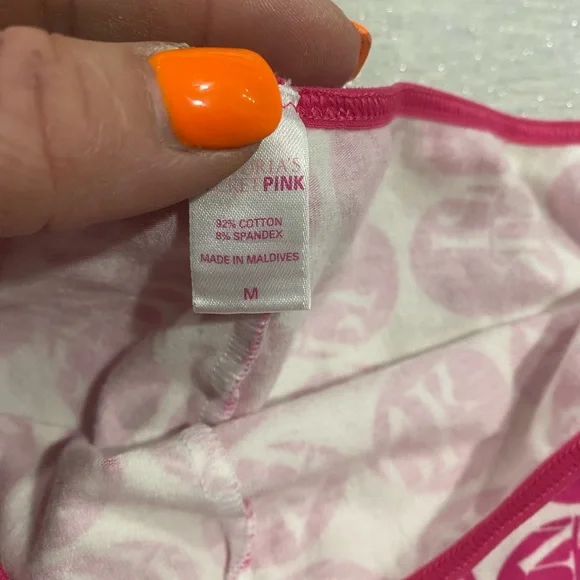 PINK
92% COTTON
8% SPANDEX
MADE IN MALDIVES
M